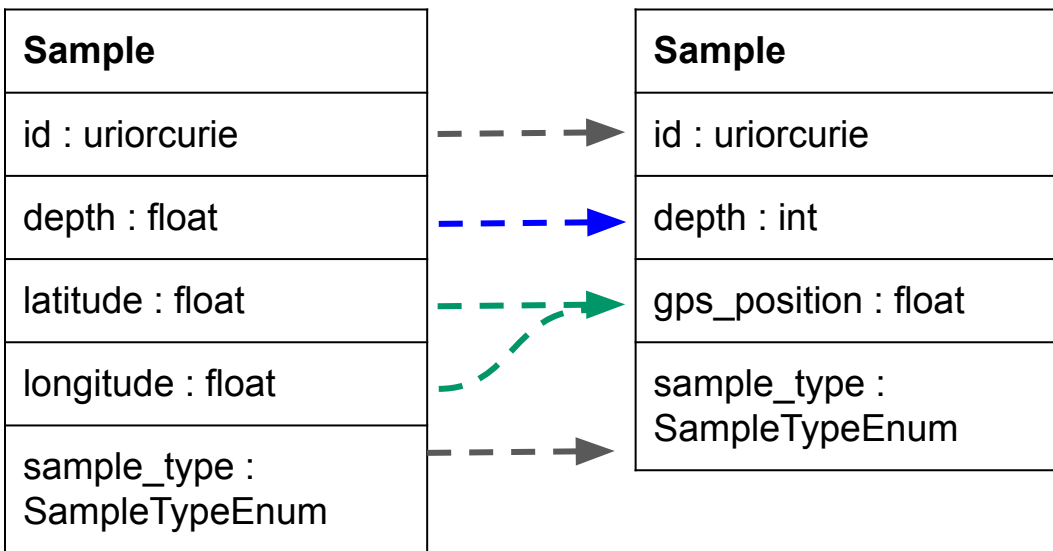 Sample
id : uriorcurie
depth : float
latitude : float
longitude : float
sample_type :
SampleTypeEnum
Sample
id : uriorcurie
depth : int
gps_position : float
sample_type :
SampleTypeEnum